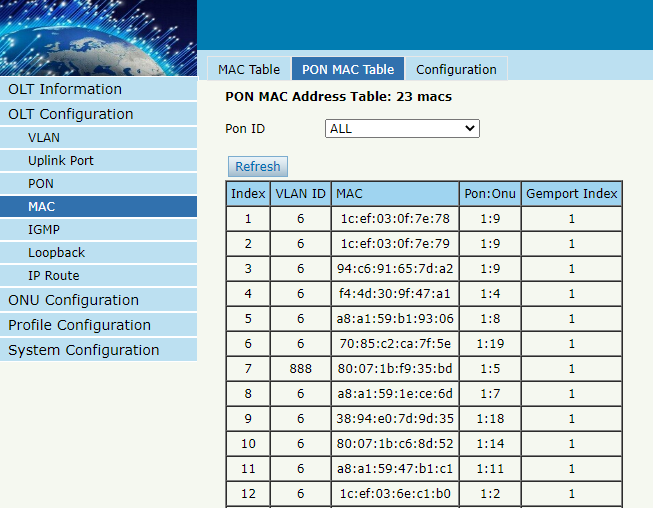 MAC Table PON MAC Table Configuration
OLT Information
OLT Configuration
VLAN
Uplink Port
PON
MAC
IGMP
Loopback
IP Route
ONU Configuration
Profile Configuration
System Configuration
PON MAC Address Table: 23 macs
Pon ID ALL
Refresh
Index VLAN ID MAC Pon:Onu Gemport Index
1 6 1c:ef:03:0f:7e:78 1:9 1
2 6 1c:ef:03:0f:7e:79 1:9 1
3 6 94:c6:91:65:7d:a2 1:9 1
4 6 f4:4d:30:9f:47:a1 1:4 1
5 6 a8:a1:59:b1:93:06 1:8 1
6 6 70:85:c2:ca:7f:5e 1:19 1
7 888 80:07:1b:f9:35:bd 1:5 1
8 6 a8:a1:59:1e:ce:6d 1:7 1
9 6 38:94:e0:7d:9d:35 1:18 1
10 6 80:07:1b:c6:8d:52 1:14 1
11 6 a8:a1:59:47:b1:c1 1:11 1
12 6 1c:ef:03:6e:c1:b0 1:2 1